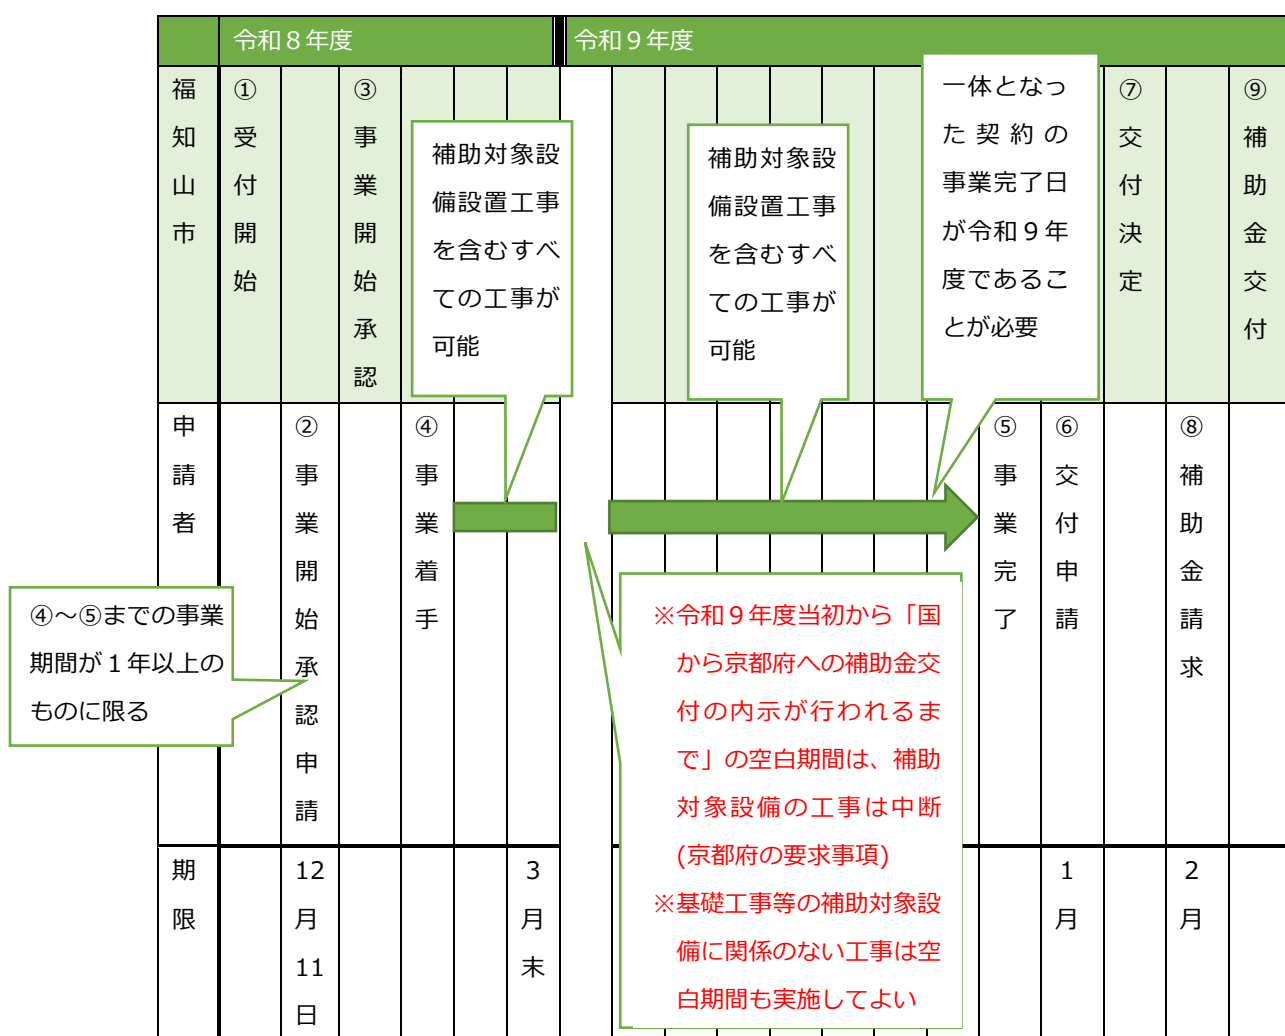 令和８年度
令和９年度
福知山市
①受付開始
③事業開始承認
補助対象設
備設置工事
を含むすべ
ての工事が
可能
補助対象設
備設置工事
を含むすべ
ての工事が
可能
一体となっ
た契約の
事業完了日
が令和９年
度であるこ
とが必要
⑦交付決定
⑨補助金交付
申請者
②事業開始承認申請
④事業着手
⑤事業完了
⑥交付申請
⑧補助金請求
④～⑤までの事業
期間が１年以上の
ものに限る
※令和９年度当初から「国
から京都府への補助金交
付の内示が行われるま
で」の空白期間は、補助
対象設備の工事は中断
(京都府の要求事項)
※基礎工事等の補助対象設
備に関係のない工事は空
白期間も実施してよい
期限
12月11日
3月末
1月
2月